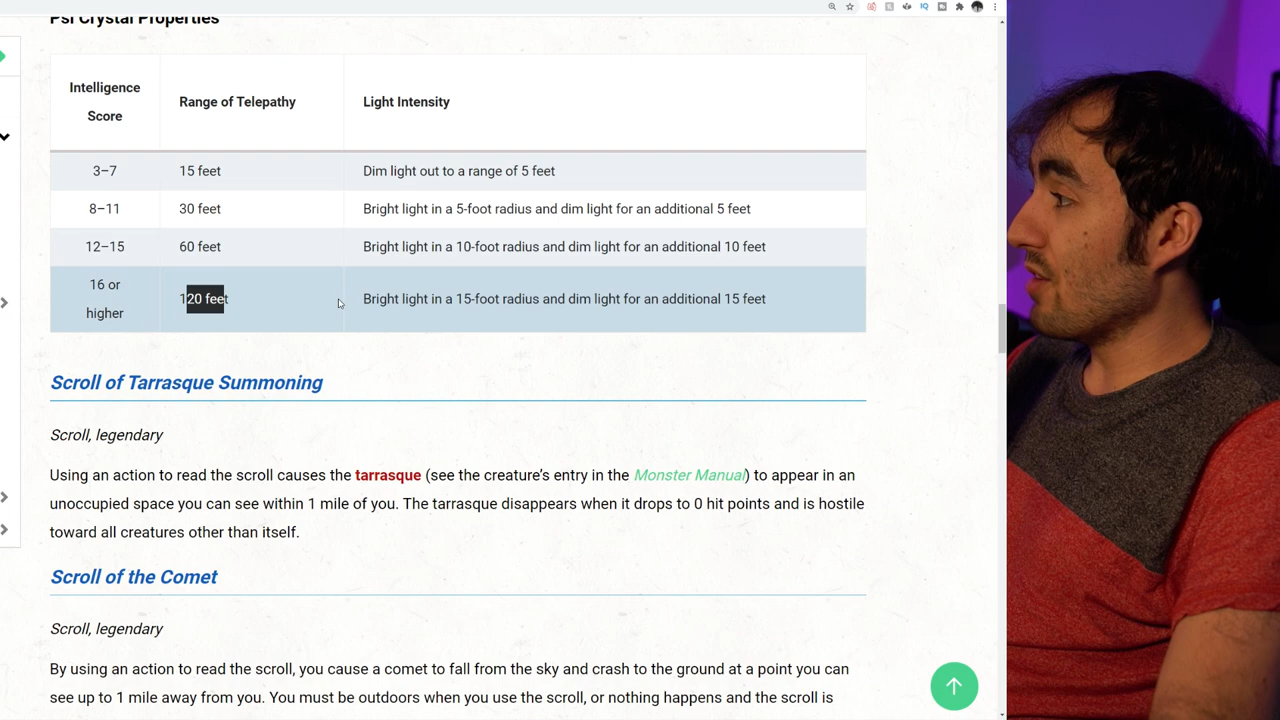 Psi Crystal Properties
Intelligence Score
Range of Telepathy
Light Intensity
3–7
15 feet
Dim light out to a range of 5 feet
8–11
30 feet
Bright light in a 5-foot radius and dim light for an additional 5 feet
12–15
60 feet
Bright light in a 10-foot radius and dim light for an additional 10 feet
16 or higher
120 feet
Bright light in a 15-foot radius and dim light for an additional 15 feet
Scroll of Tarrasque Summoning
Scroll, legendary
Using an action to read the scroll causes the tarrasque (see the creature’s entry in the Monster Manual) to appear in an
unoccupied space you can see within 1 mile of you. The tarrasque disappears when it drops to 0 hit points and is hostile
toward all creatures other than itself.
Scroll of the Comet
Scroll, legendary
By using an action to read the scroll, you cause a comet to fall from the sky and crash to the ground at a point you can
see up to 1 mile away from you. You must be outdoors when you use the scroll, or nothing happens and the scroll is